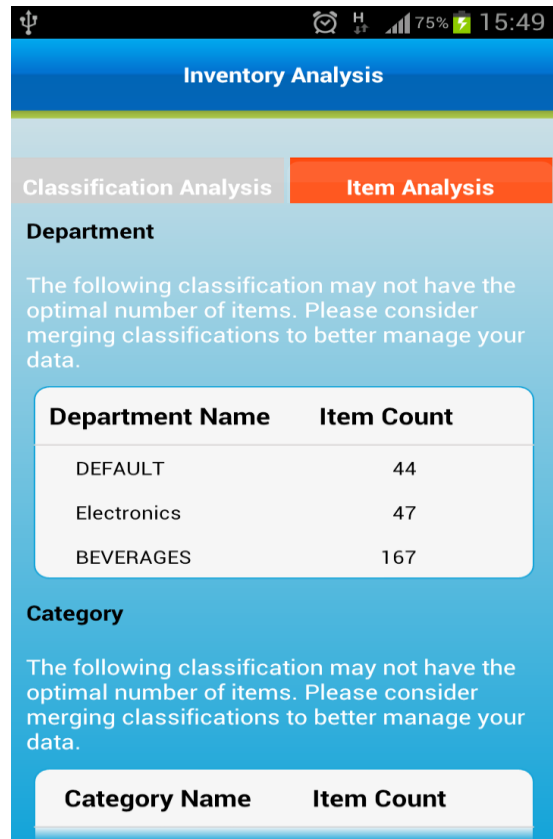 H 75% 15:49
Inventory Analysis
Classification Analysis Item Analysis
Department
The following classification may not have the
optimal number of items. Please consider
merging classifications to better manage your
data.
Department Name Item Count
DEFAULT 44
Electronics 47
BEVERAGES 167
Category
The following classification may not have the
optimal number of items. Please consider
merging classifications to better manage your
data.
Category Name Item Count